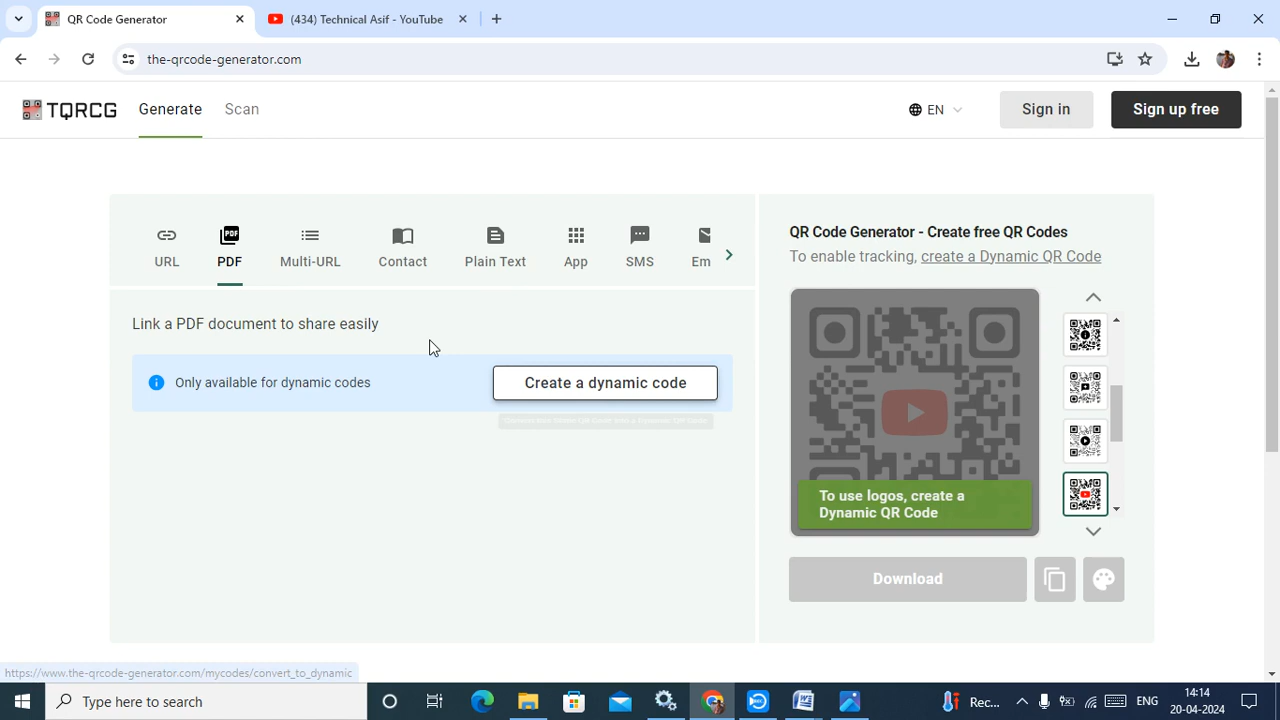 QR Code Generator
(434) Technical Asif - YouTube
the-qrcode-generator.com
TQRCG
Generate
Scan
EN
Sign in
Sign up free
URL
PDF
Multi-URL
Contact
Plain Text
App
SMS
Em
Link a PDF document to share easily
Only available for dynamic codes
Create a dynamic code
QR Code Generator - Create free QR Codes
To enable tracking, create a Dynamic QR Code
To use logos, create a
Dynamic QR Code
Download
https://www.the-qrcode-generator.com/mycodes/convert_to_dynamic
Type here to search
Rec...
ENG
14:14
20-04-2024